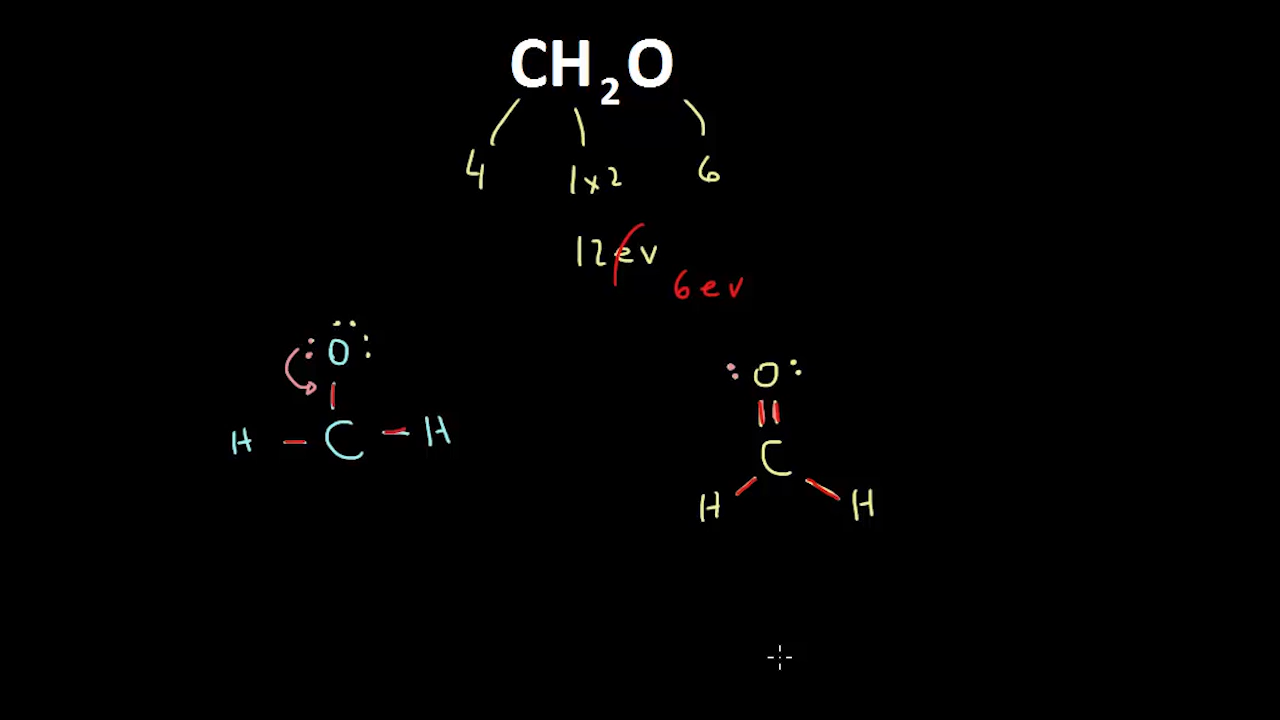 CH₂O
4 1x2 6
12ev
6ev
:O: :O:
H - C - H C
H H